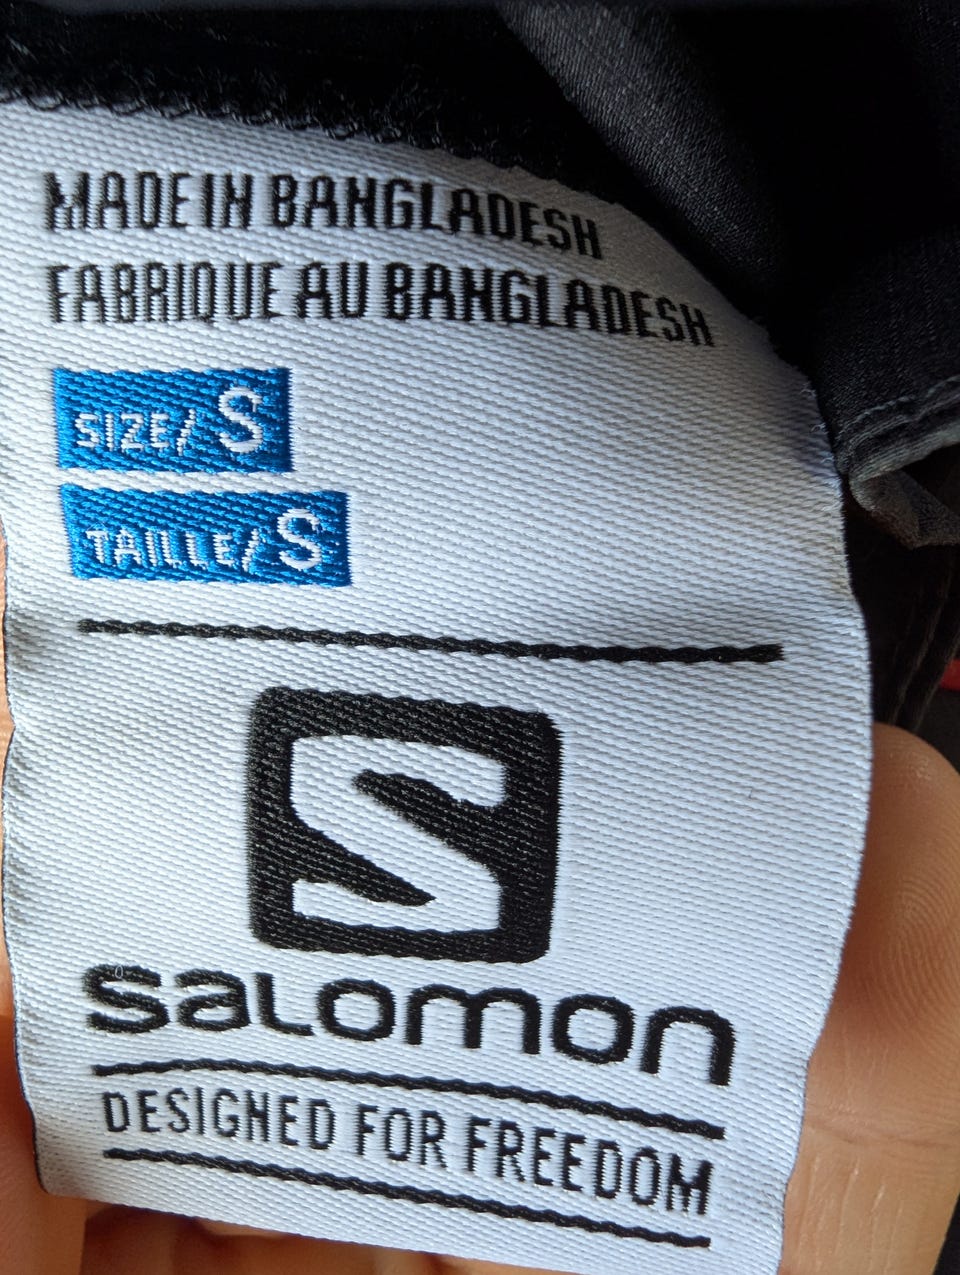 MADE IN BANGLADESH
FABRIQUE AU BANGLADESH
SIZE/S
TAILLE/S
S
salomon
DESIGNED FOR FREEDOM